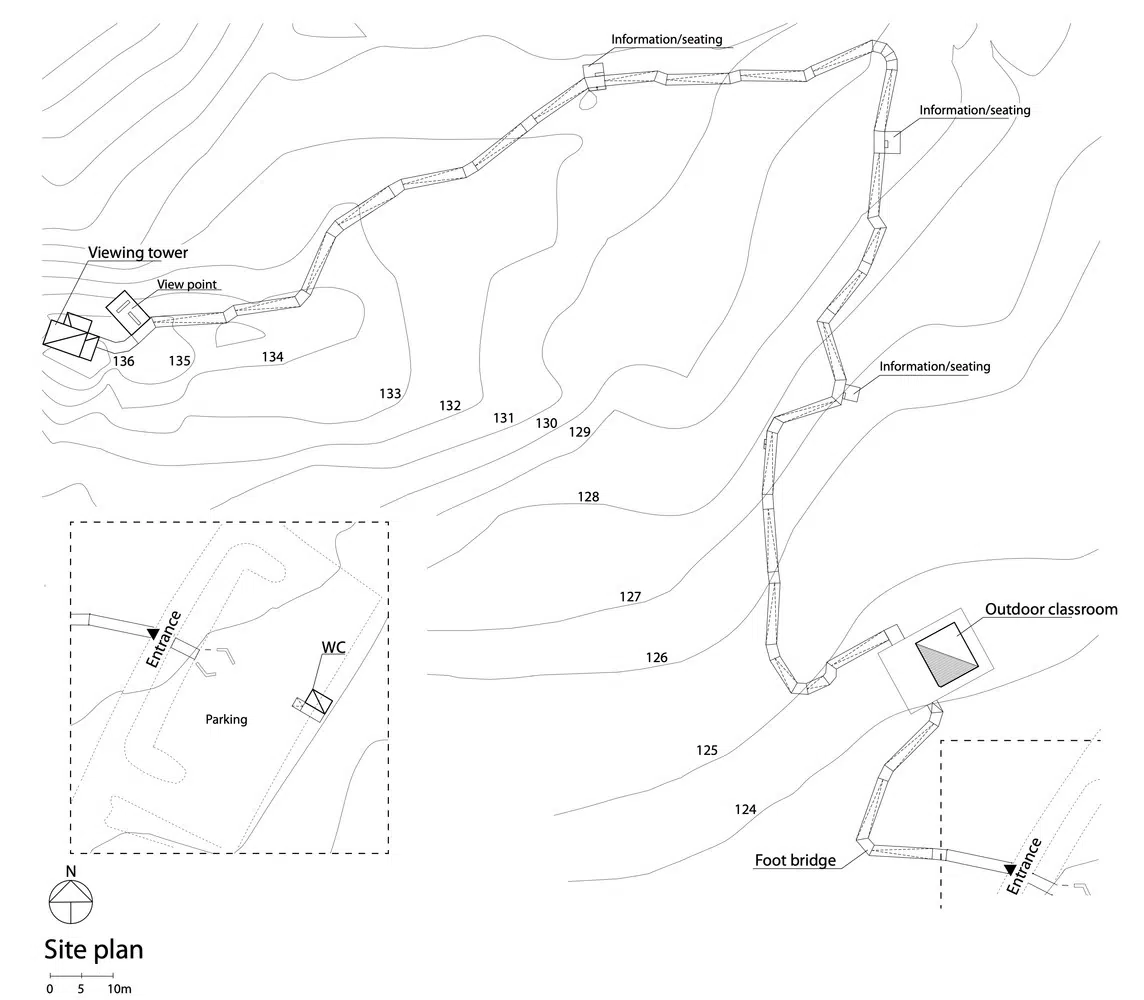 Information/seating
Information/seating
Viewing tower
View point
136
135
134
Information/seating
133
132
131
130
129
128
127
Outdoor classroom
Entrance
WC
126
Parking
125
124
Foot bridge
Entrance
N
Site plan
0 5 10m